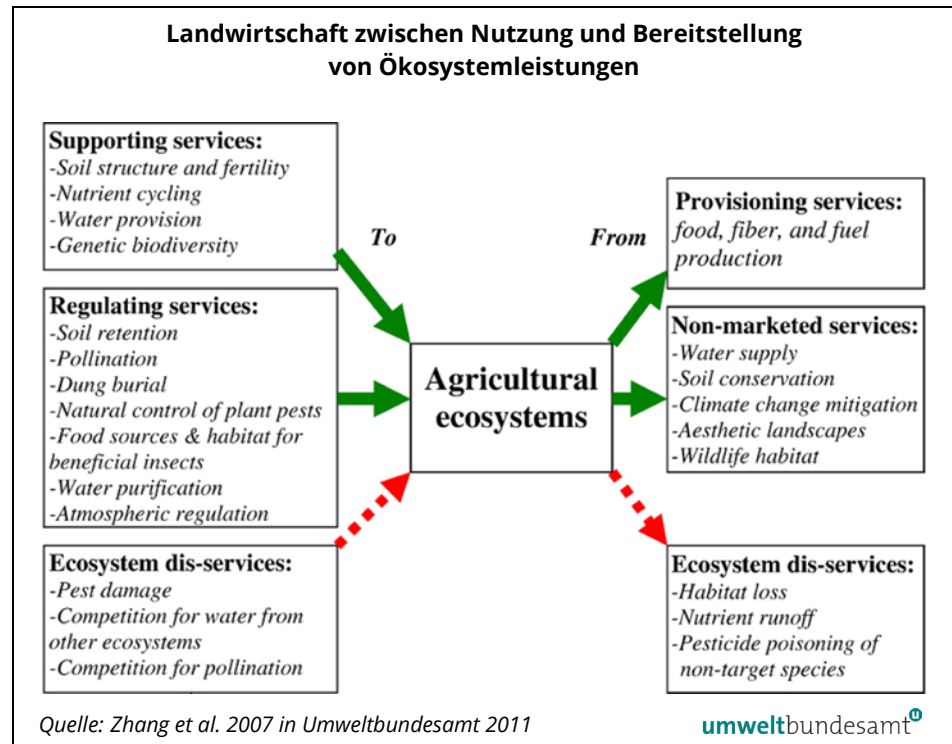 Landwirtschaft zwischen Nutzung und Bereitstellung
von Ökosystemleistungen
Supporting services:
-Soil structure and fertility
-Nutrient cycling
-Water provision
-Genetic biodiversity
To
From
Provisioning services:
food, fiber, and fuel
production
Regulating services:
-Soil retention
-Pollination
-Dung burial
-Natural control of plant pests
-Food sources & habitat for
beneficial insects
-Water purification
-Atmospheric regulation
Agricultural
ecosystems
Non-marketed services:
-Water supply
-Soil conservation
-Climate change mitigation
-Aesthetic landscapes
-Wildlife habitat
Ecosystem dis-services:
-Pest damage
-Competition for water from
other ecosystems
-Competition for pollination
Ecosystem dis-services:
-Habitat loss
-Nutrient runoff
-Pesticide poisoning of
non-target species
Quelle: Zhang et al. 2007 in Umweltbundesamt 2011
umweltbundesamt
u